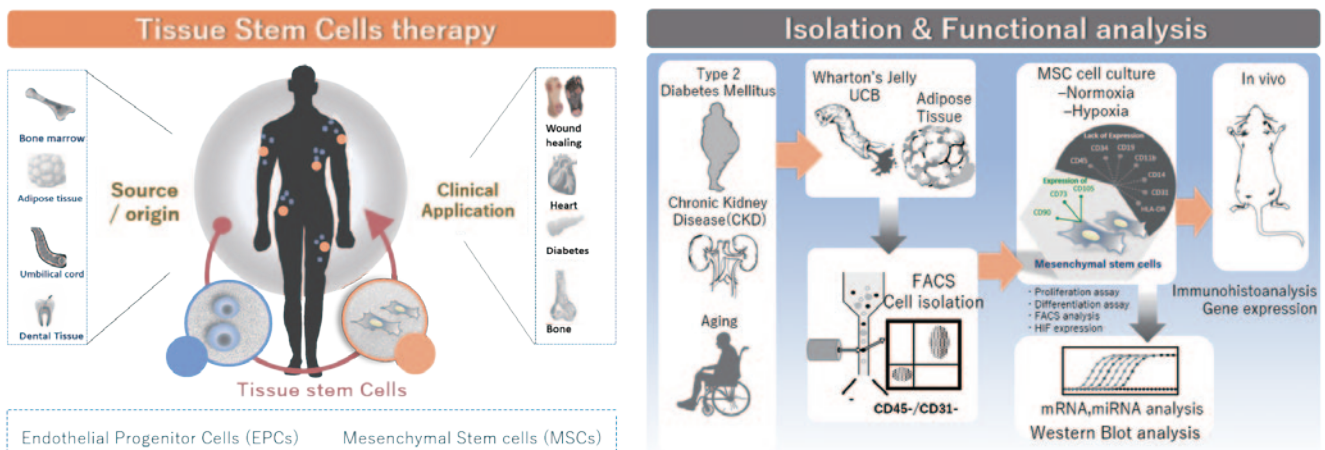 Tissue Stem Cells therapy
Bone marrow
Adipose tissue
Umbilical cord
Dental Tissue
Source
/ origin
Clinical
Application
Wound
healing
Heart
Diabetes
Bone
Tissue stem Cells
Endothelial Progenitor Cells (EPCs)
Mesenchymal Stem cells (MSCs)
Isolation & Functional analysis
Type 2
Diabetes Mellitus
Chronic Kidney
Disease(CKD)
Aging
Wharton's Jelly
UCB
Adipose
Tissue
FACS
Cell isolation
CD45-/CD31-
MSC cell culture
–Normoxia
–Hypoxia
Lack of Expression
CD45
CD34
CD19
CD11b
CD14
CD31
HLA-DR
Expression of
CD90
CD73
CD105
Mesenchymal stem cells
・Proliferation assay
・Differentiation assay
・FACS analysis
・HIF expression
In vivo
Immunohistoanalysis
Gene expression
mRNA,miRNA analysis
Western Blot analysis